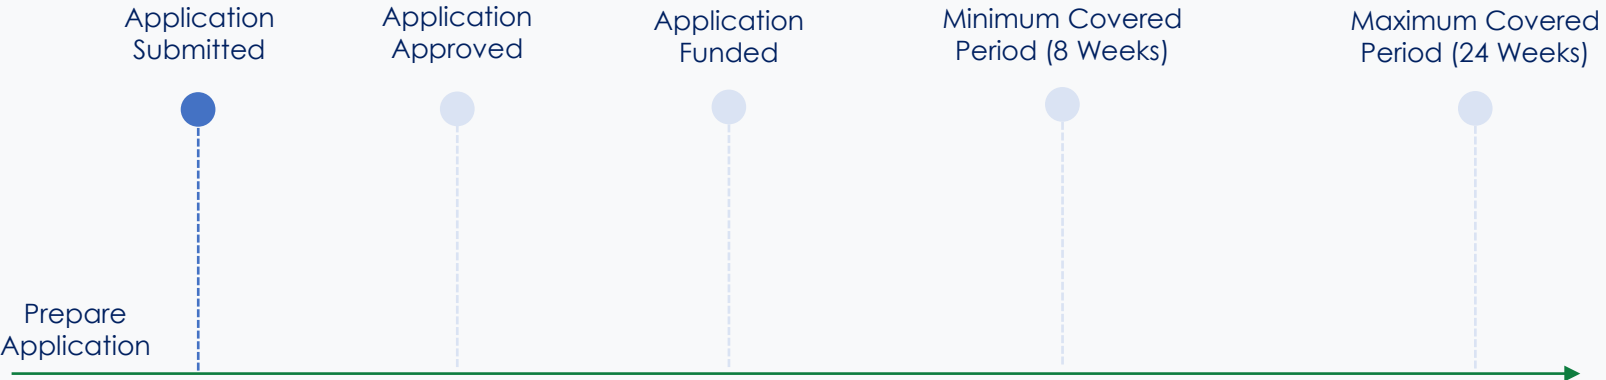 Application
Submitted
Application
Approved
Application
Funded
Minimum Covered
Period (8 Weeks)
Maximum Covered
Period (24 Weeks)
Prepare
Application